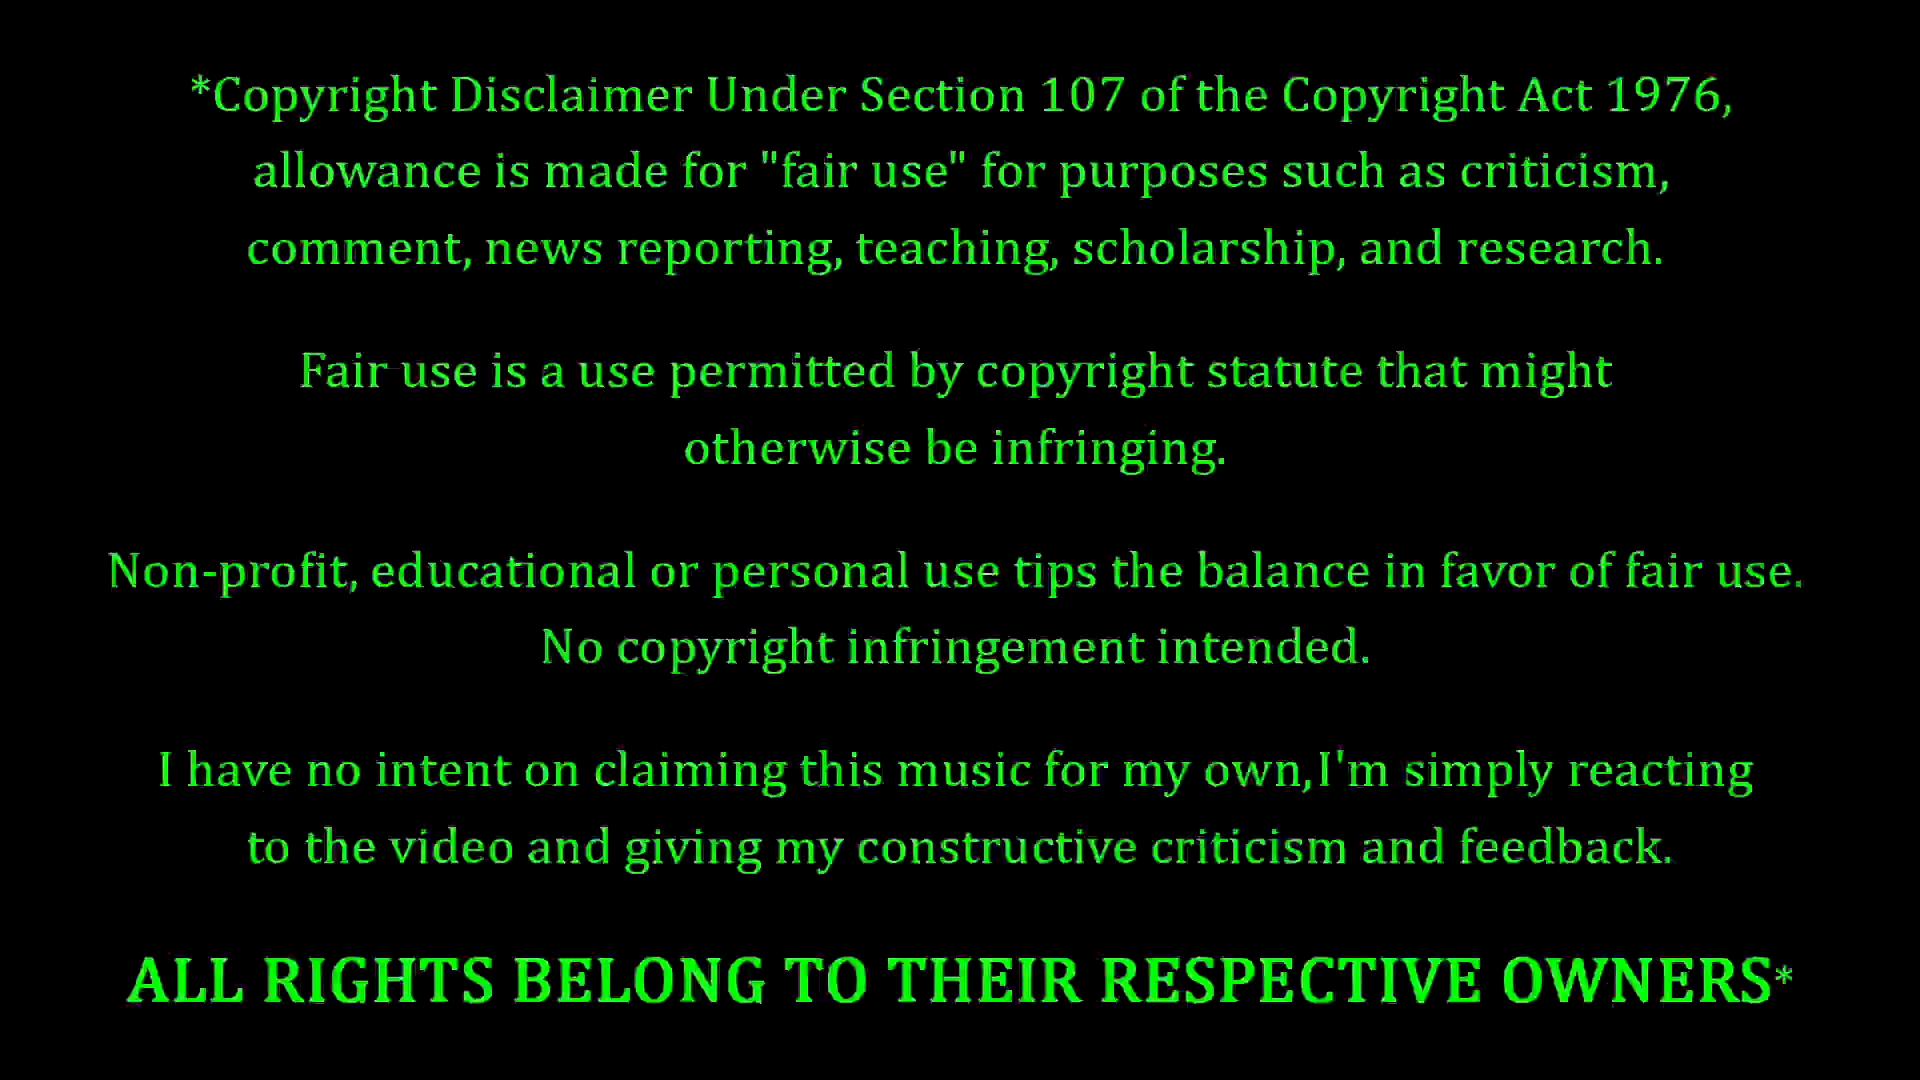 *Copyright Disclaimer Under Section 107 of the Copyright Act 1976,
allowance is made for "fair use" for purposes such as criticism,
comment, news reporting, teaching, scholarship, and research.
Fair use is a use permitted by copyright statute that might
otherwise be infringing.
Non-profit, educational or personal use tips the balance in favor of fair use.
No copyright infringement intended.
I have no intent on claiming this music for my own,I'm simply reacting
to the video and giving my constructive criticism and feedback.
ALL RIGHTS BELONG TO THEIR RESPECTIVE OWNERS*